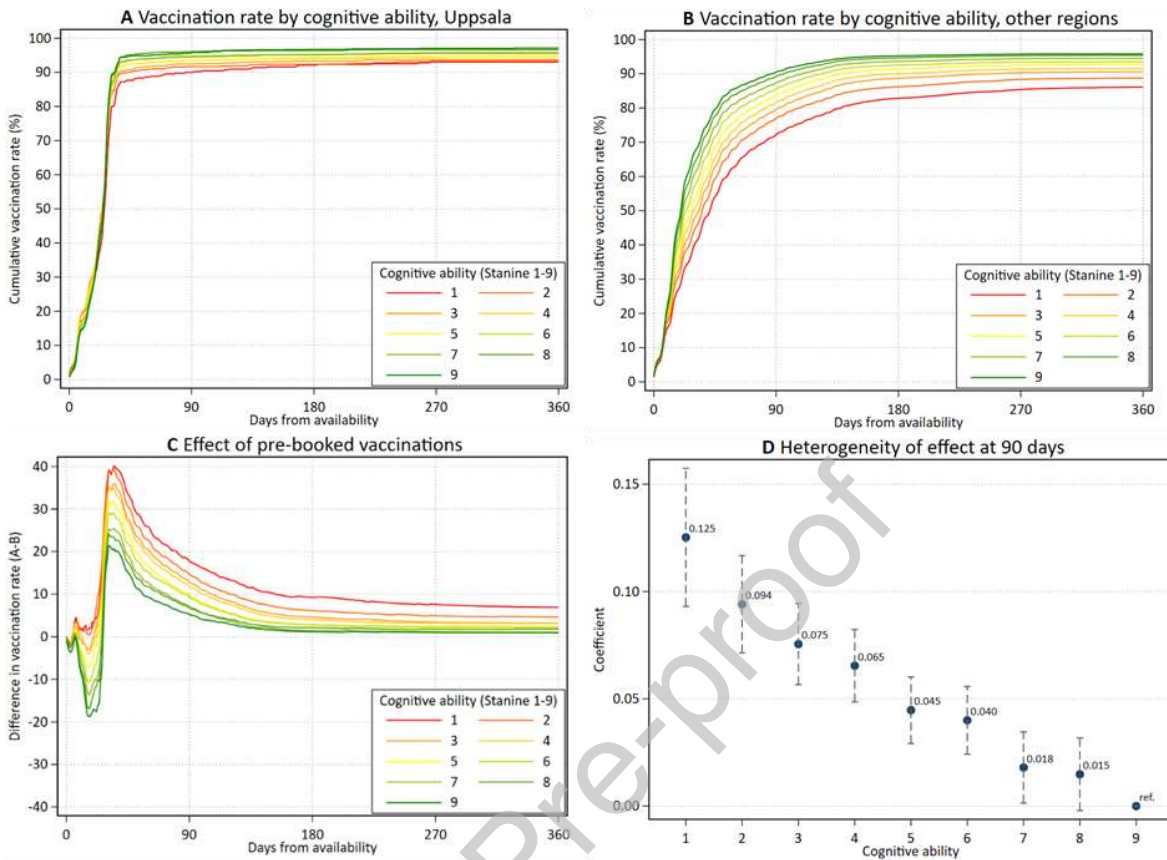 A Vaccination rate by cognitive ability, Uppsala
Cumulative vaccination rate (%)
100
90
80
70
60
50
40
30
20
10
0
0 90 180 270 360
Days from availability
Cognitive ability (Stanine 1-9)
1 2
3 4
5 6
7 8
9
B Vaccination rate by cognitive ability, other regions
Cumulative vaccination rate (%)
100
90
80
70
60
50
40
30
20
10
0
0 90 180 270 360
Days from availability
Cognitive ability (Stanine 1-9)
1 2
3 4
5 6
7 8
9
C Effect of pre-booked vaccinations
Difference in vaccination rate (A-B)
40
30
20
10
0
-10
-20
-30
-40
0 90 180 270 360
Days from availability
Cognitive ability (Stanine 1-9)
1 2
3 4
5 6
7 8
9
D Heterogeneity of effect at 90 days
Coefficient
0.15
0.10
0.05
0.00
0.125
0.094
0.075
0.065
0.045
0.040
0.018
0.015
ref.
1 2 3 4 5 6 7 8 9
Cognitive ability
Pre-proof